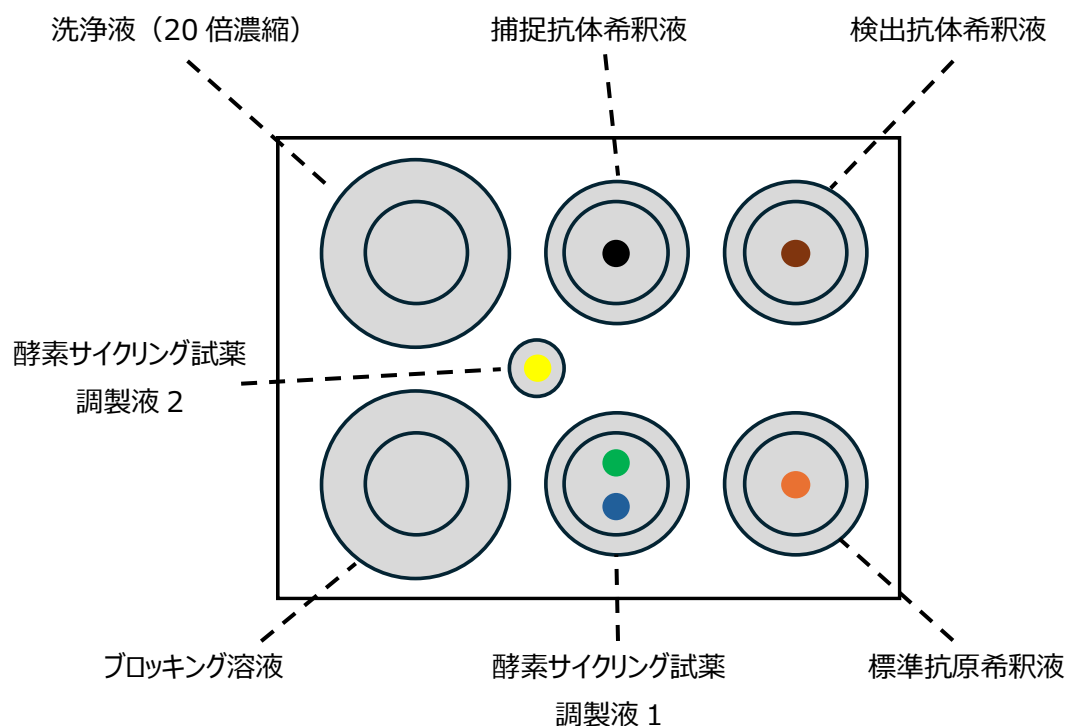 洗浄液（20 倍濃縮）
捕捉抗体希釈液
検出抗体希釈液
酵素サイクリング試薬
調製液 2
ブロッキング溶液
酵素サイクリング試薬
調製液 1
標準抗原希釈液